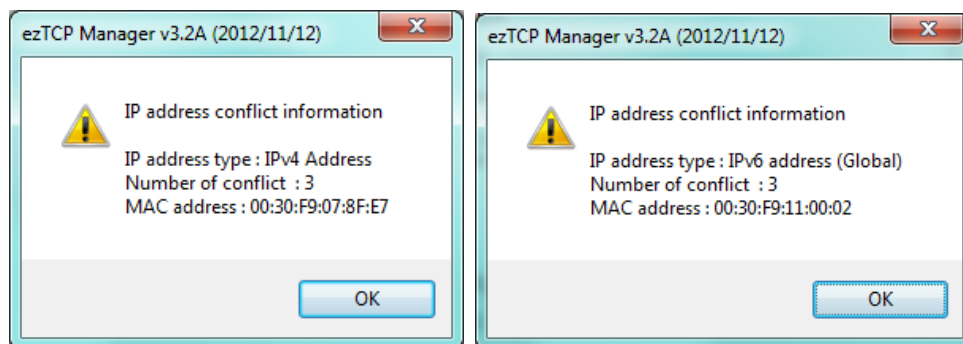 ezTCP Manager v3.2A (2012/11/12)
IP address conflict information
IP address type : IPv4 Address
Number of conflict : 3
MAC address : 00:30:F9:07:8F:E7
OK
ezTCP Manager v3.2A (2012/11/12)
IP address conflict information
IP address type : IPv6 address (Global)
Number of conflict : 3
MAC address : 00:30:F9:11:00:02
OK